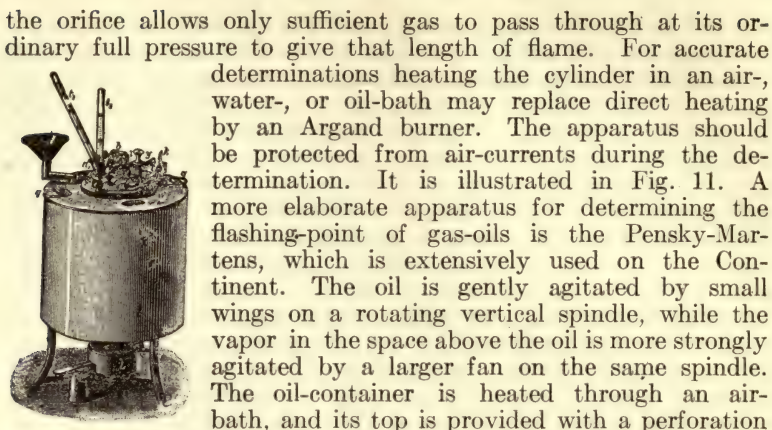 the orifice allows only sufficient gas to pass through at its or-
dinary full pressure to give that length of flame. For accurate
determinations heating the cylinder in an air-,
water-, or oil-bath may replace direct heating
by an Argand burner. The apparatus should
be protected from air-currents during the de-
termination. It is illustrated in Fig. 11. A
more elaborate apparatus for determining the
flashing-point of gas-oils is the Pensky-Mar-
tens, which is extensively used on the Con-
tinent. The oil is gently agitated by small
wings on a rotating vertical spindle, while the
vapor in the space above the oil is more strongly
agitated by a larger fan on the same spindle.
The oil-container is heated through an air-
bath, and its top is provided with a perforation